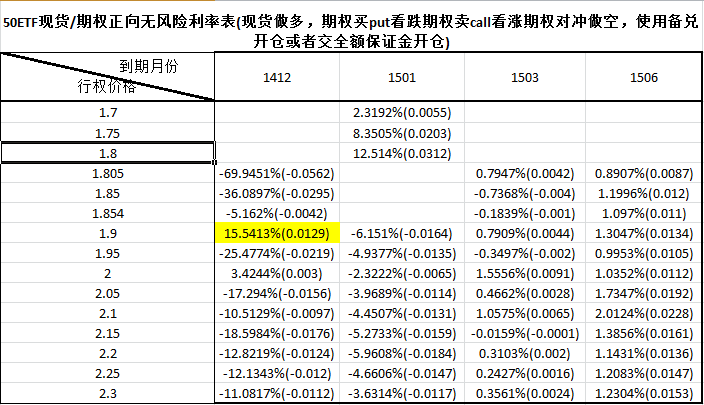 50ETF现货/期权正向无风险利率表(现货做多，期权买put看跌期权卖call看涨期权对冲做空，使用备兑
开仓或者交全额保证金开仓)
到期月份
行权价格 1412 1501 1503 1506
1.7 2.3192%(0.0055)
1.75 8.3505%(0.0203)
1.8 12.514%(0.0312)
1.805 -69.9451%(-0.0562) 0.7947%(0.0042) 0.8907%(0.0087)
1.85 -36.0897%(-0.0295) -0.7368%(-0.004) 1.1996%(0.012)
1.854 -5.162%(-0.0042) -0.1839%(-0.001) 1.097%(0.011)
1.9 15.5413%(0.0129) -6.151%(-0.0164) 0.7909%(0.0044) 1.3047%(0.0134)
1.95 -25.4774%(-0.0219) -4.9377%(-0.0135) -0.3497%(-0.002) 0.9953%(0.0105)
2 3.4244%(0.003) -2.3222%(-0.0065) 1.5556%(0.0091) 1.0352%(0.0112)
2.05 -17.294%(-0.0156) -3.9689%(-0.0114) 0.4662%(0.0028) 1.7347%(0.0192)
2.1 -10.5129%(-0.0097) -4.4507%(-0.0131) 1.0575%(0.0065) 2.0124%(0.0228)
2.15 -18.5984%(-0.0176) -5.2733%(-0.0159) -0.0159%(-0.0001) 1.3856%(0.0161)
2.2 -12.8219%(-0.0124) -5.9608%(-0.0184) 0.3103%(0.002) 1.1431%(0.0136)
2.25 -12.1343%(-0.012) -4.6606%(-0.0147) 0.2427%(0.0016) 1.2083%(0.0147)
2.3 -11.0817%(-0.0112) -3.6314%(-0.0117) 0.3561%(0.0024) 1.2304%(0.0153)